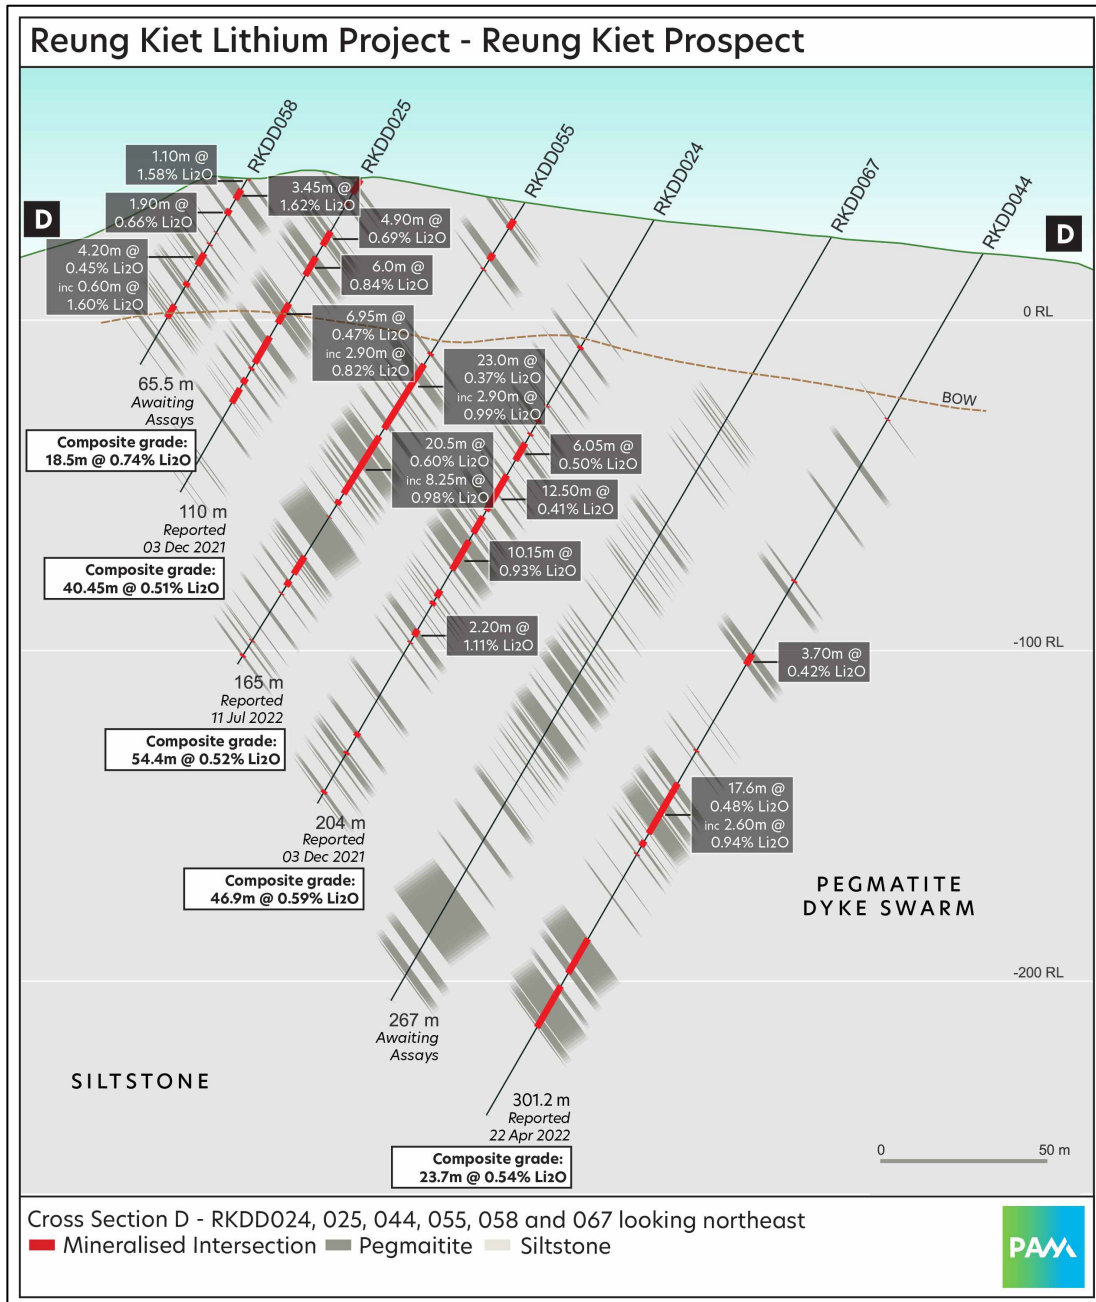 Reung Kiet Lithium Project - Reung Kiet Prospect
RKDD058
RKDD025
RKDD055
RKDD024
RKDD067
RKDD044
D
D
1.10m @
1.58% Li2O
1.90m @
0.66% Li2O
4.20m @
0.45% Li2O
inc 0.60m @
1.60% Li2O
3.45m @
1.62% Li2O
4.90m @
0.69% Li2O
6.0m @
0.84% Li2O
6.95m @
0.47% Li2O
inc 2.90m @
0.82% Li2O
23.0m @
0.37% Li2O
inc 2.90m @
0.99% Li2O
20.5m @
0.60% Li2O
inc 8.25m @
0.98% Li2O
6.05m @
0.50% Li2O
12.50m @
0.41% Li2O
10.15m @
0.93% Li2O
2.20m @
1.11% Li2O
3.70m @
0.42% Li2O
17.6m @
0.48% Li2O
inc 2.60m @
0.94% Li2O
0 RL
BOW
-100 RL
-200 RL
65.5 m
Awaiting
Assays
Composite grade:
18.5m @ 0.74% Li2O
110 m
Reported
03 Dec 2021
Composite grade:
40.45m @ 0.51% Li2O
165 m
Reported
11 Jul 2022
Composite grade:
54.4m @ 0.52% Li2O
204 m
Reported
03 Dec 2021
Composite grade:
46.9m @ 0.59% Li2O
267 m
Awaiting
Assays
301.2 m
Reported
22 Apr 2022
Composite grade:
23.7m @ 0.54% Li2O
PEGMATITE
DYKE SWARM
SILTSTONE
0 50 m
Cross Section D - RKDD024, 025, 044, 055, 058 and 067 looking northeast
Mineralised Intersection Pegmaitite Siltstone
PAM